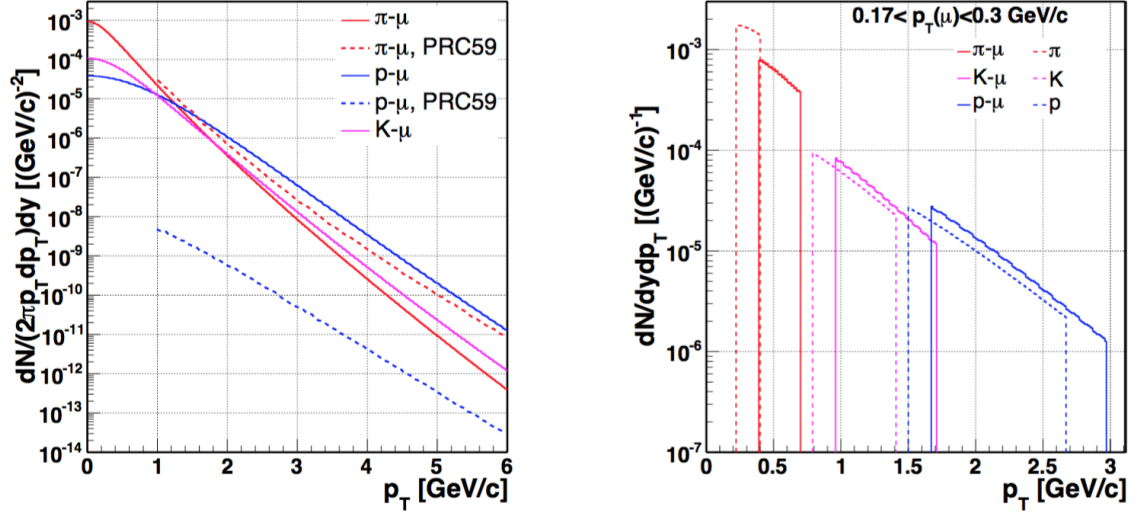 dN/(2πp_T dp_T)dy [(GeV/c)^-2]
10^-3
10^-4
10^-5
10^-6
10^-7
10^-8
10^-9
10^-10
10^-11
10^-12
10^-13
10^-14
π-μ
π-μ, PRC59
p-μ
p-μ, PRC59
K-μ
0 1 2 3 4 5 6
p_T [GeV/c]
dN/dydp_T [(GeV/c)^-1]
10^-3
10^-4
10^-5
10^-6
10^-7
0.17< p_T(μ)<0.3 GeV/c
π-μ π
K-μ K
p-μ p
0 0.5 1 1.5 2 2.5 3
p_T [GeV/c]